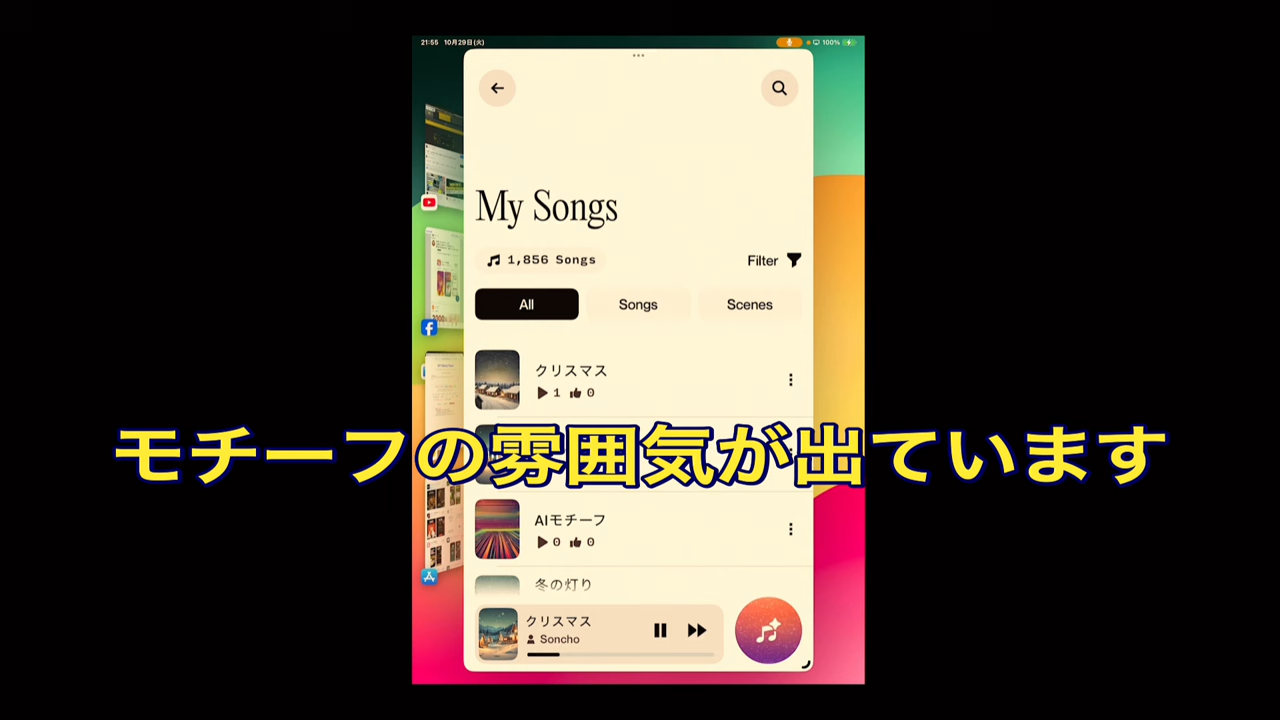 21:55 10月29日(火)
100%
My Songs
1,856 Songs
Filter
All
Songs
Scenes
クリスマス
1 0
モチーフの雰囲気が出ています
AIモチーフ
0 0
冬の灯り
クリスマス
Soncho